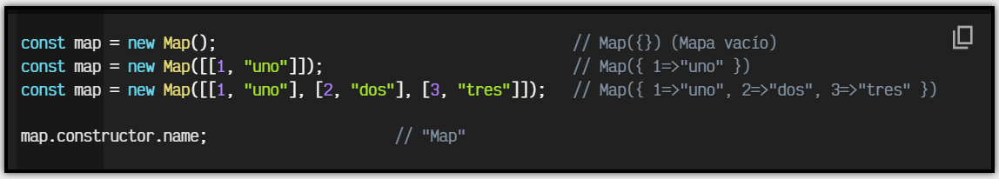 const map = new Map();                                        // Map({}) (Mapa vacío)
const map = new Map([[1, "uno"]]);                            // Map({ 1=>"uno" })
const map = new Map([[1, "uno"], [2, "dos"], [3, "tres"]]);   // Map({ 1=>"uno", 2=>"dos", 3=>"tres" })
map.constructor.name;                     // "Map"